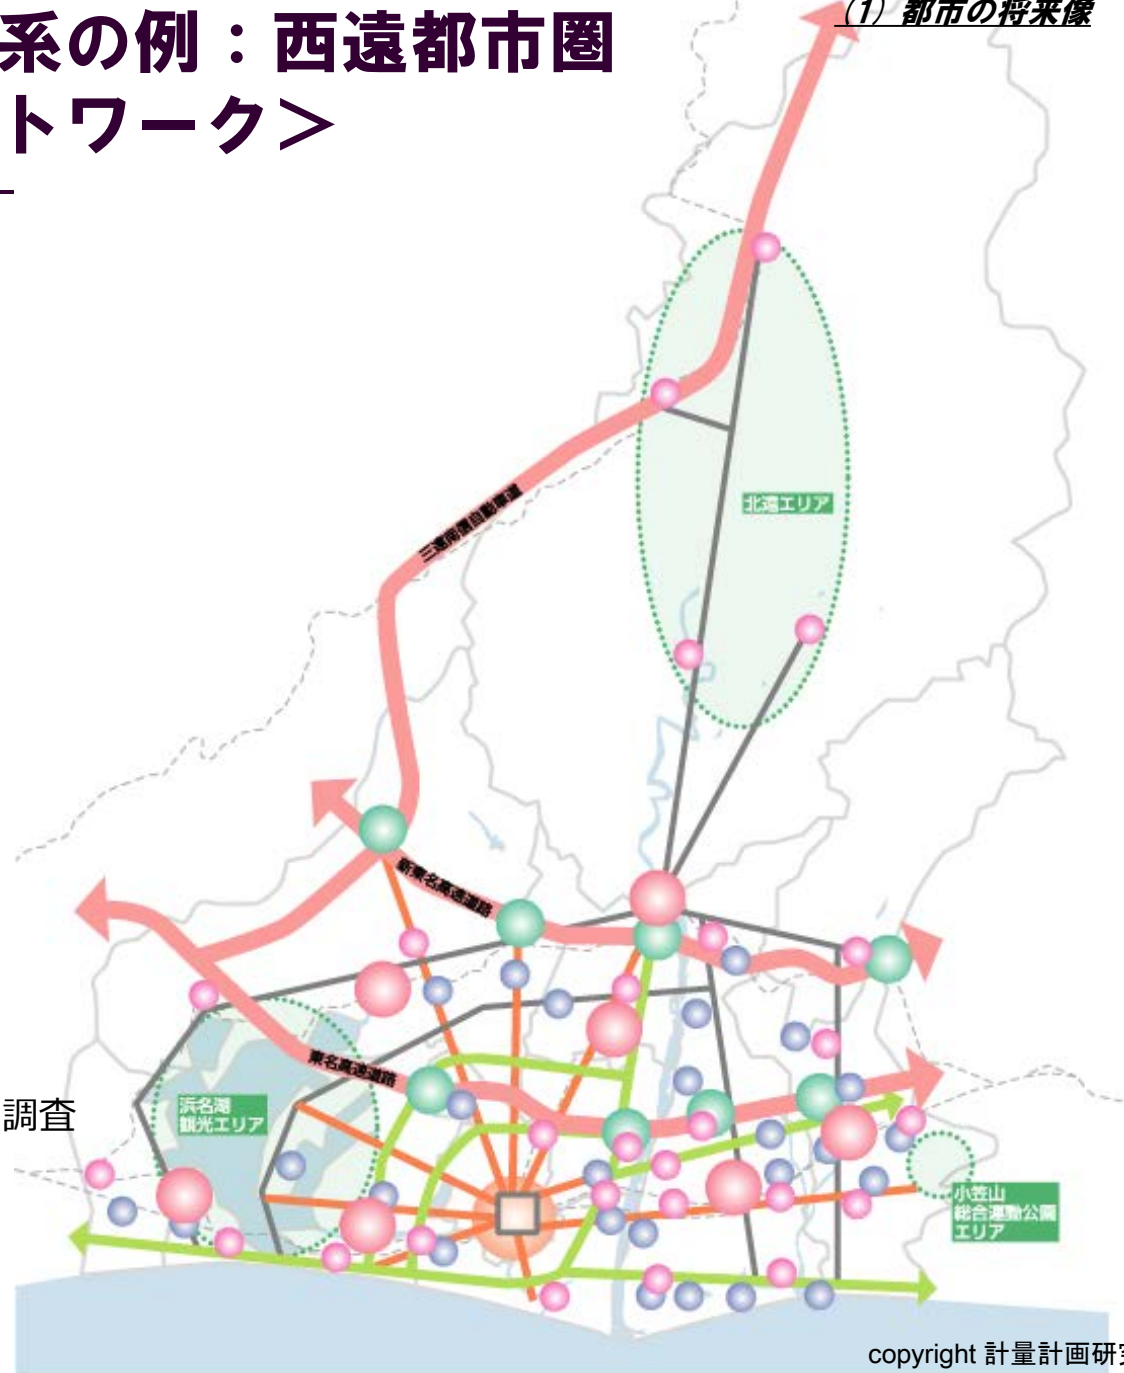 (1) 都市の将来像
系の例：西遠都市圏
トワーク＞
北遠エリア
三遠南信自動車道
新東名高速道路
東名高速道路
調査
浜名湖
観光エリア
小笠山
総合運動公園
エリア
copyright 計量計画研究